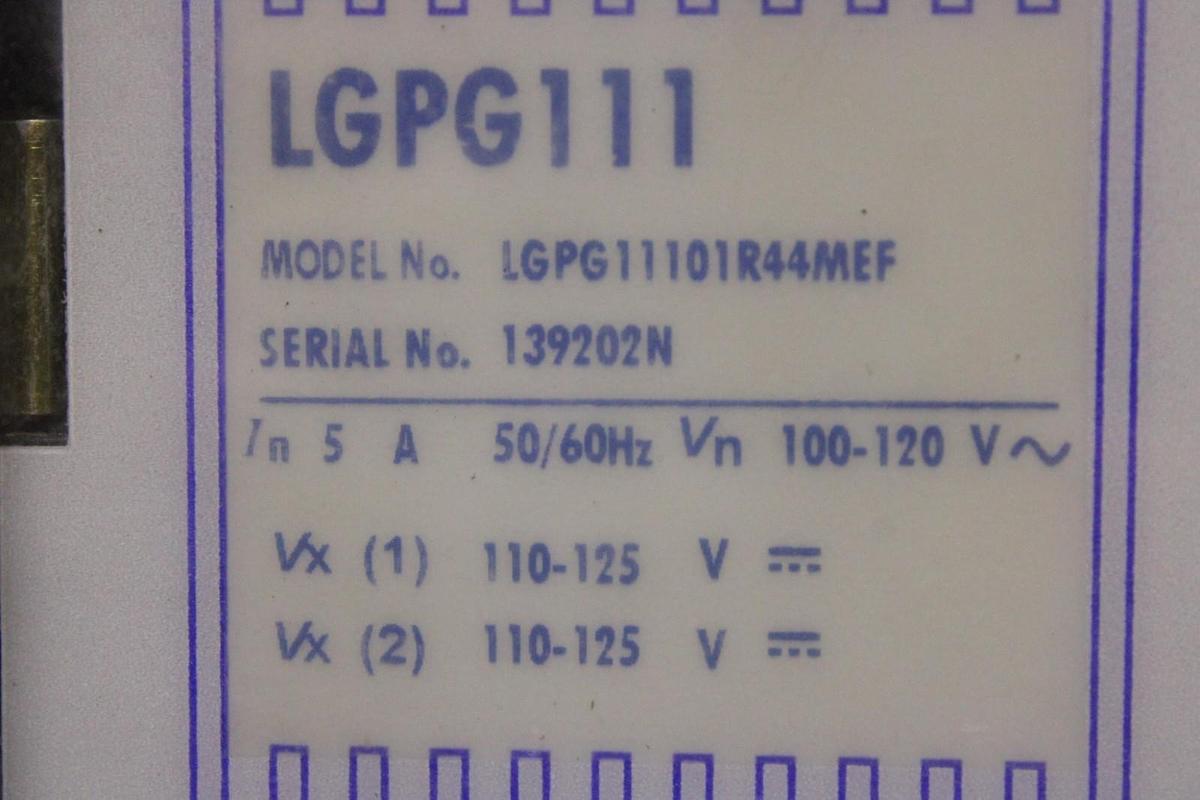 LGPG111
MODEL No. LGPG11101R44MEF
SERIAL No. 139202N
In 5 A 50/60Hz Vn 100-120 V~
Vx (1) 110-125 V ⎓
Vx (2) 110-125 V ⎓